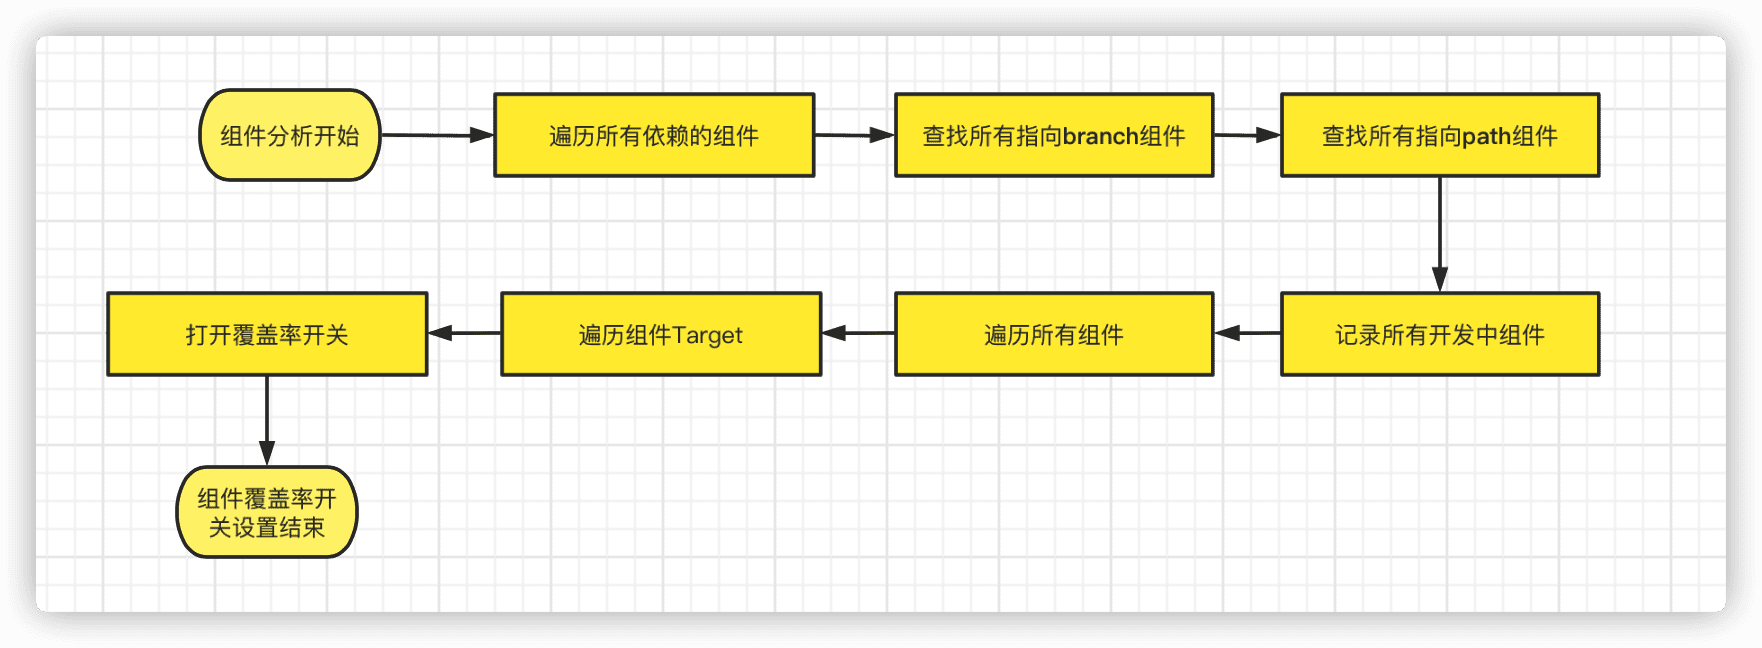 组件分析开始
遍历所有依赖的组件
查找所有指向branch组件
查找所有指向path组件
记录所有开发中组件
遍历所有组件
遍历组件Target
打开覆盖率开关
组件覆盖率开
关设置结束